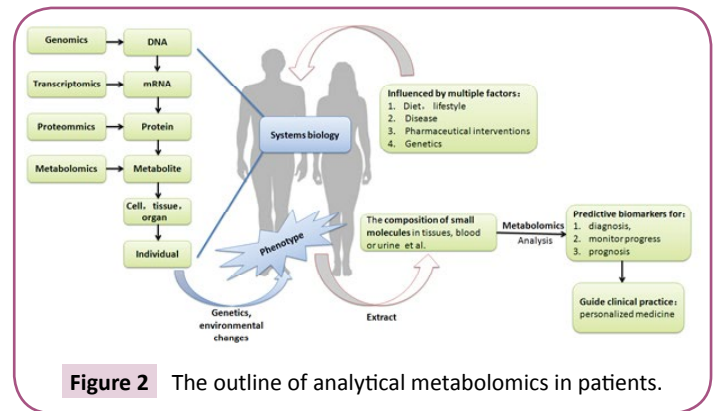 Genomics
DNA
Transcriptomics
mRNA
Proteommics
Protein
Metabolomics
Metabolite
Cell, tissue,
organ
Individual
Systems biology
Phenotype
Genetics,
environmental
changes
Influenced by multiple factors:
1. Diet, lifestyle
2. Disease
3. Pharmaceutical interventions
4. Genetics
Extract
The composition of small
molecules in tissues, blood
or urine et al.
Metabolomics
Analysis
Predictive biomarkers for:
1. diagnosis,
2. monitor progress
3. prognosis
Guide clinical practice:
personalized medicine
Figure 2 The outline of analytical metabolomics in patients.